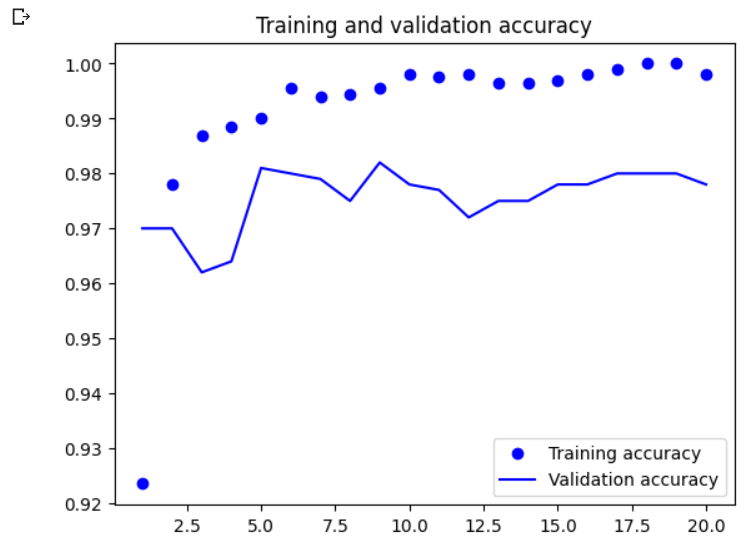 Training and validation accuracy
1.00
0.99
0.98
0.97
0.96
0.95
0.94
0.93
0.92
Training accuracy
Validation accuracy
2.5 5.0 7.5 10.0 12.5 15.0 17.5 20.0